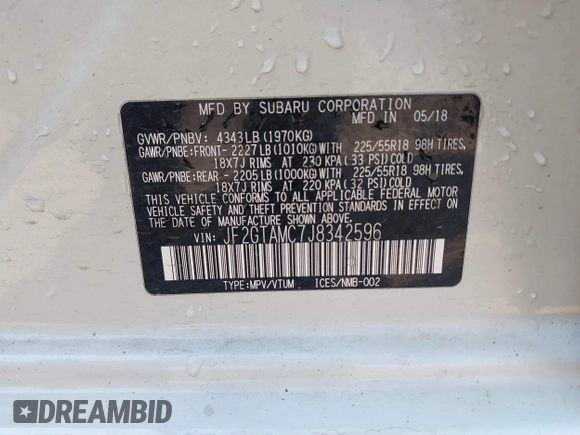 MFD BY SUBARU CORPORATION
MFD IN 05/18
GVWR/PNBV: 4343LB (1970KG)
GAWR/PNBE:FRONT- 2227LB(1010KG)WITH 225/55R18 98H TIRES,
18X7J RIMS AT 230 KPA( 33 PSI)COLD
GAWR/PNBE:REAR - 2205LB(1000KG)WITH 225/55R18 98H TIRES,
18X7J RIMS AT 220 KPA( 32 PSI)COLD
THIS VEHICLE CONFORMS TO ALL APPLICABLE FEDERAL MOTOR
VEHICLE SAFETY AND THEFT PREVENTION STANDARDS IN EFFECT ON
THE DATE OF MANUFACTURE SHOWN ABOVE.
VIN: JF2GTAMC7J8342596
TYPE:MPV/VTUM ICES/NMB-002
DREAMBID